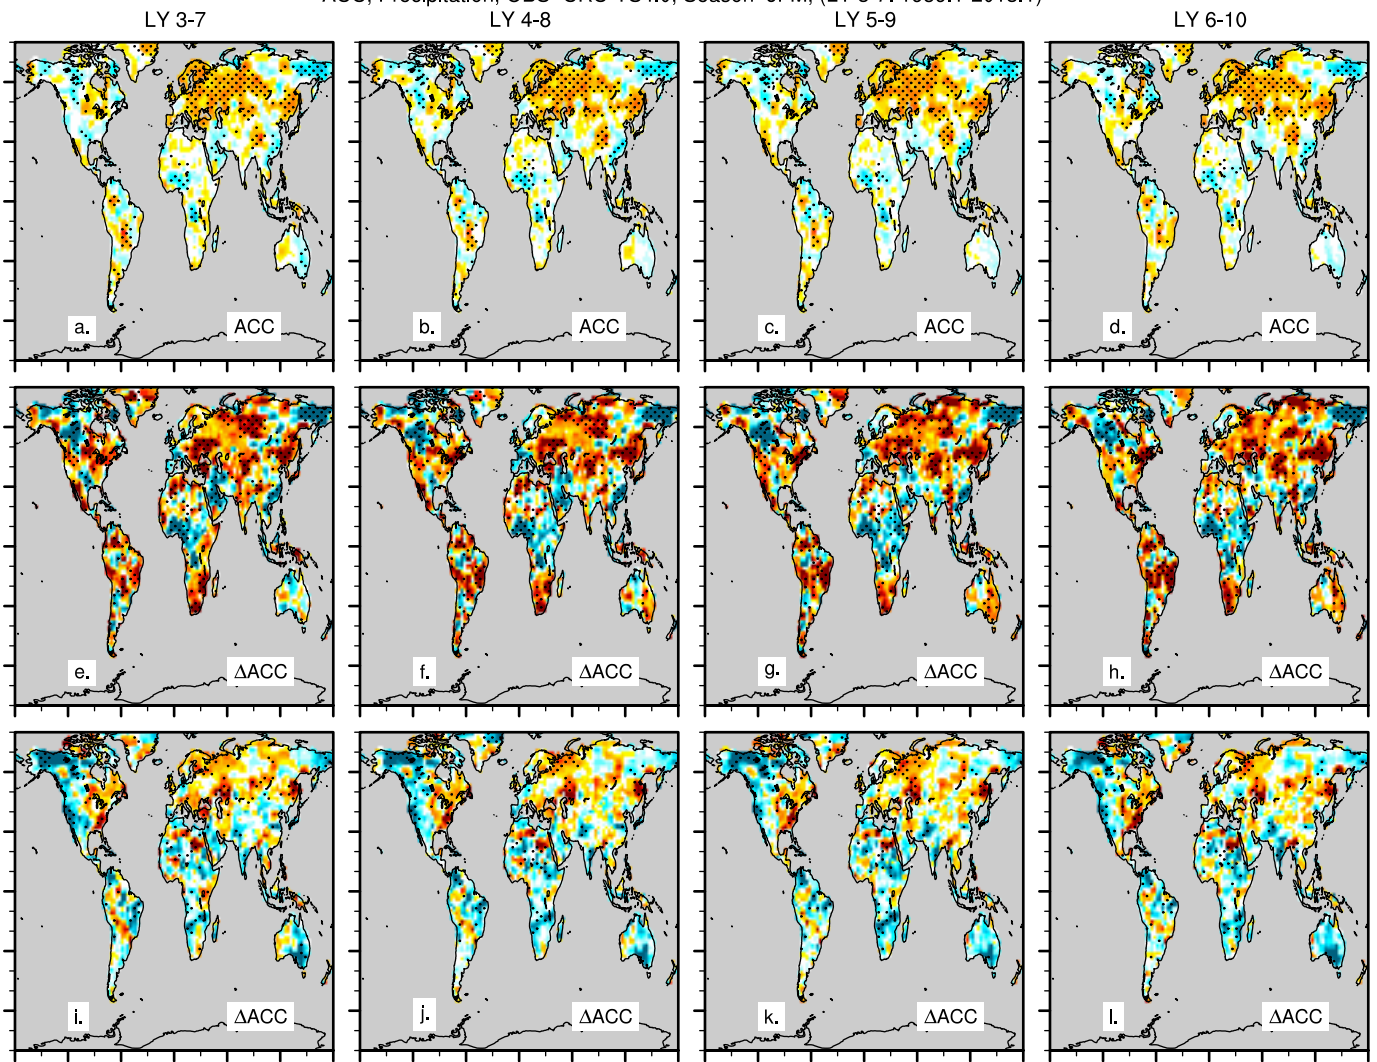 LY 3-7 LY 4-8 LY 5-9 LY 6-10
a. ACC b. ACC c. ACC d. ACC
e. ΔACC f. ΔACC g. ΔACC h. ΔACC
i. ΔACC j. ΔACC k. ΔACC l. ΔACC